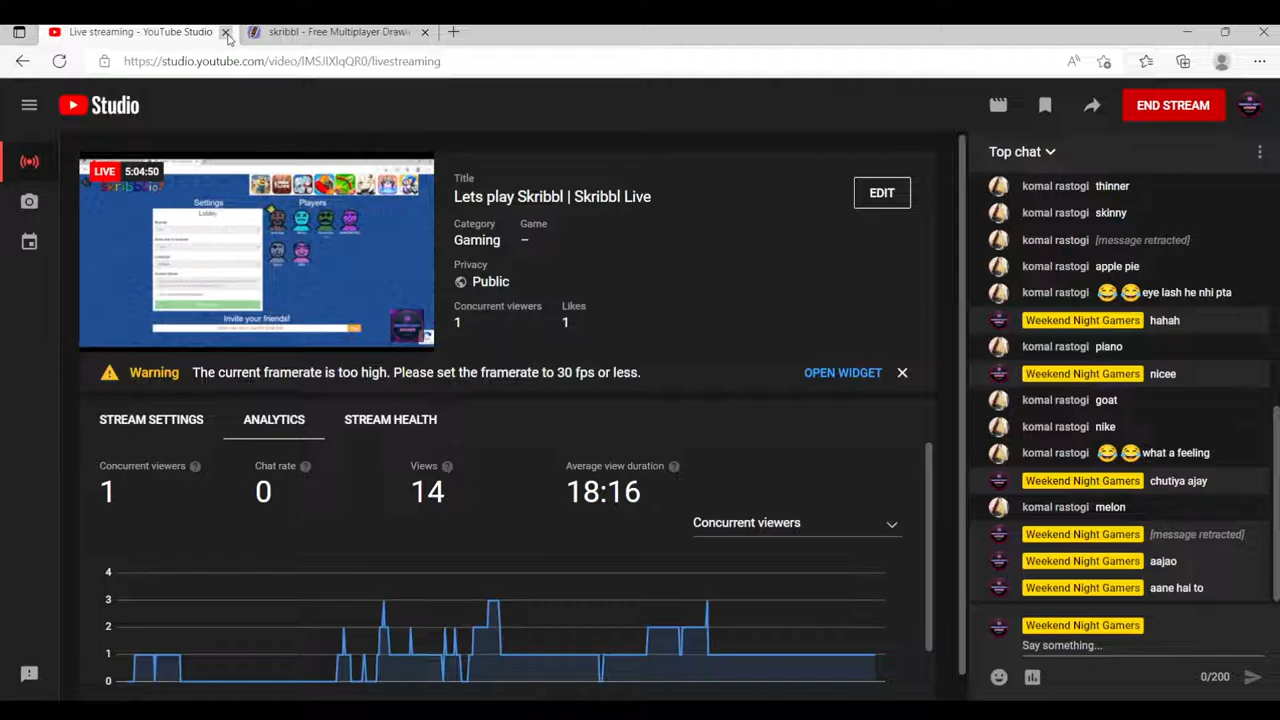 Live streaming - YouTube Studio
skribbl - Free Multiplayer Drawi
https://studio.youtube.com/video/lMSJlXlqQR0/livestreaming
Studio
END STREAM
LIVE 5:04:50
Settings
Players
Lobby
Invite your friends!
Title
Lets play Skribbl | Skribbl Live
EDIT
Category
Game
Gaming
–
Privacy
Public
Concurrent viewers
Likes
1
1
Warning The current framerate is too high. Please set the framerate to 30 fps or less.
OPEN WIDGET
STREAM SETTINGS
ANALYTICS
STREAM HEALTH
Concurrent viewers
Chat rate
Views
Average view duration
1
0
14
18:16
Concurrent viewers
4
3
2
1
0
Top chat
komal rastogi thinner
komal rastogi skinny
komal rastogi [message retracted]
komal rastogi apple pie
komal rastogi 😂 😂 eye lash he nhi pta
Weekend Night Gamers hahah
komal rastogi piano
Weekend Night Gamers nicee
komal rastogi goat
komal rastogi nike
komal rastogi 😂 😂 what a feeling
Weekend Night Gamers chutiya ajay
komal rastogi melon
Weekend Night Gamers [message retracted]
Weekend Night Gamers aajao
Weekend Night Gamers aane hai to
Weekend Night Gamers
Say something...
0/200